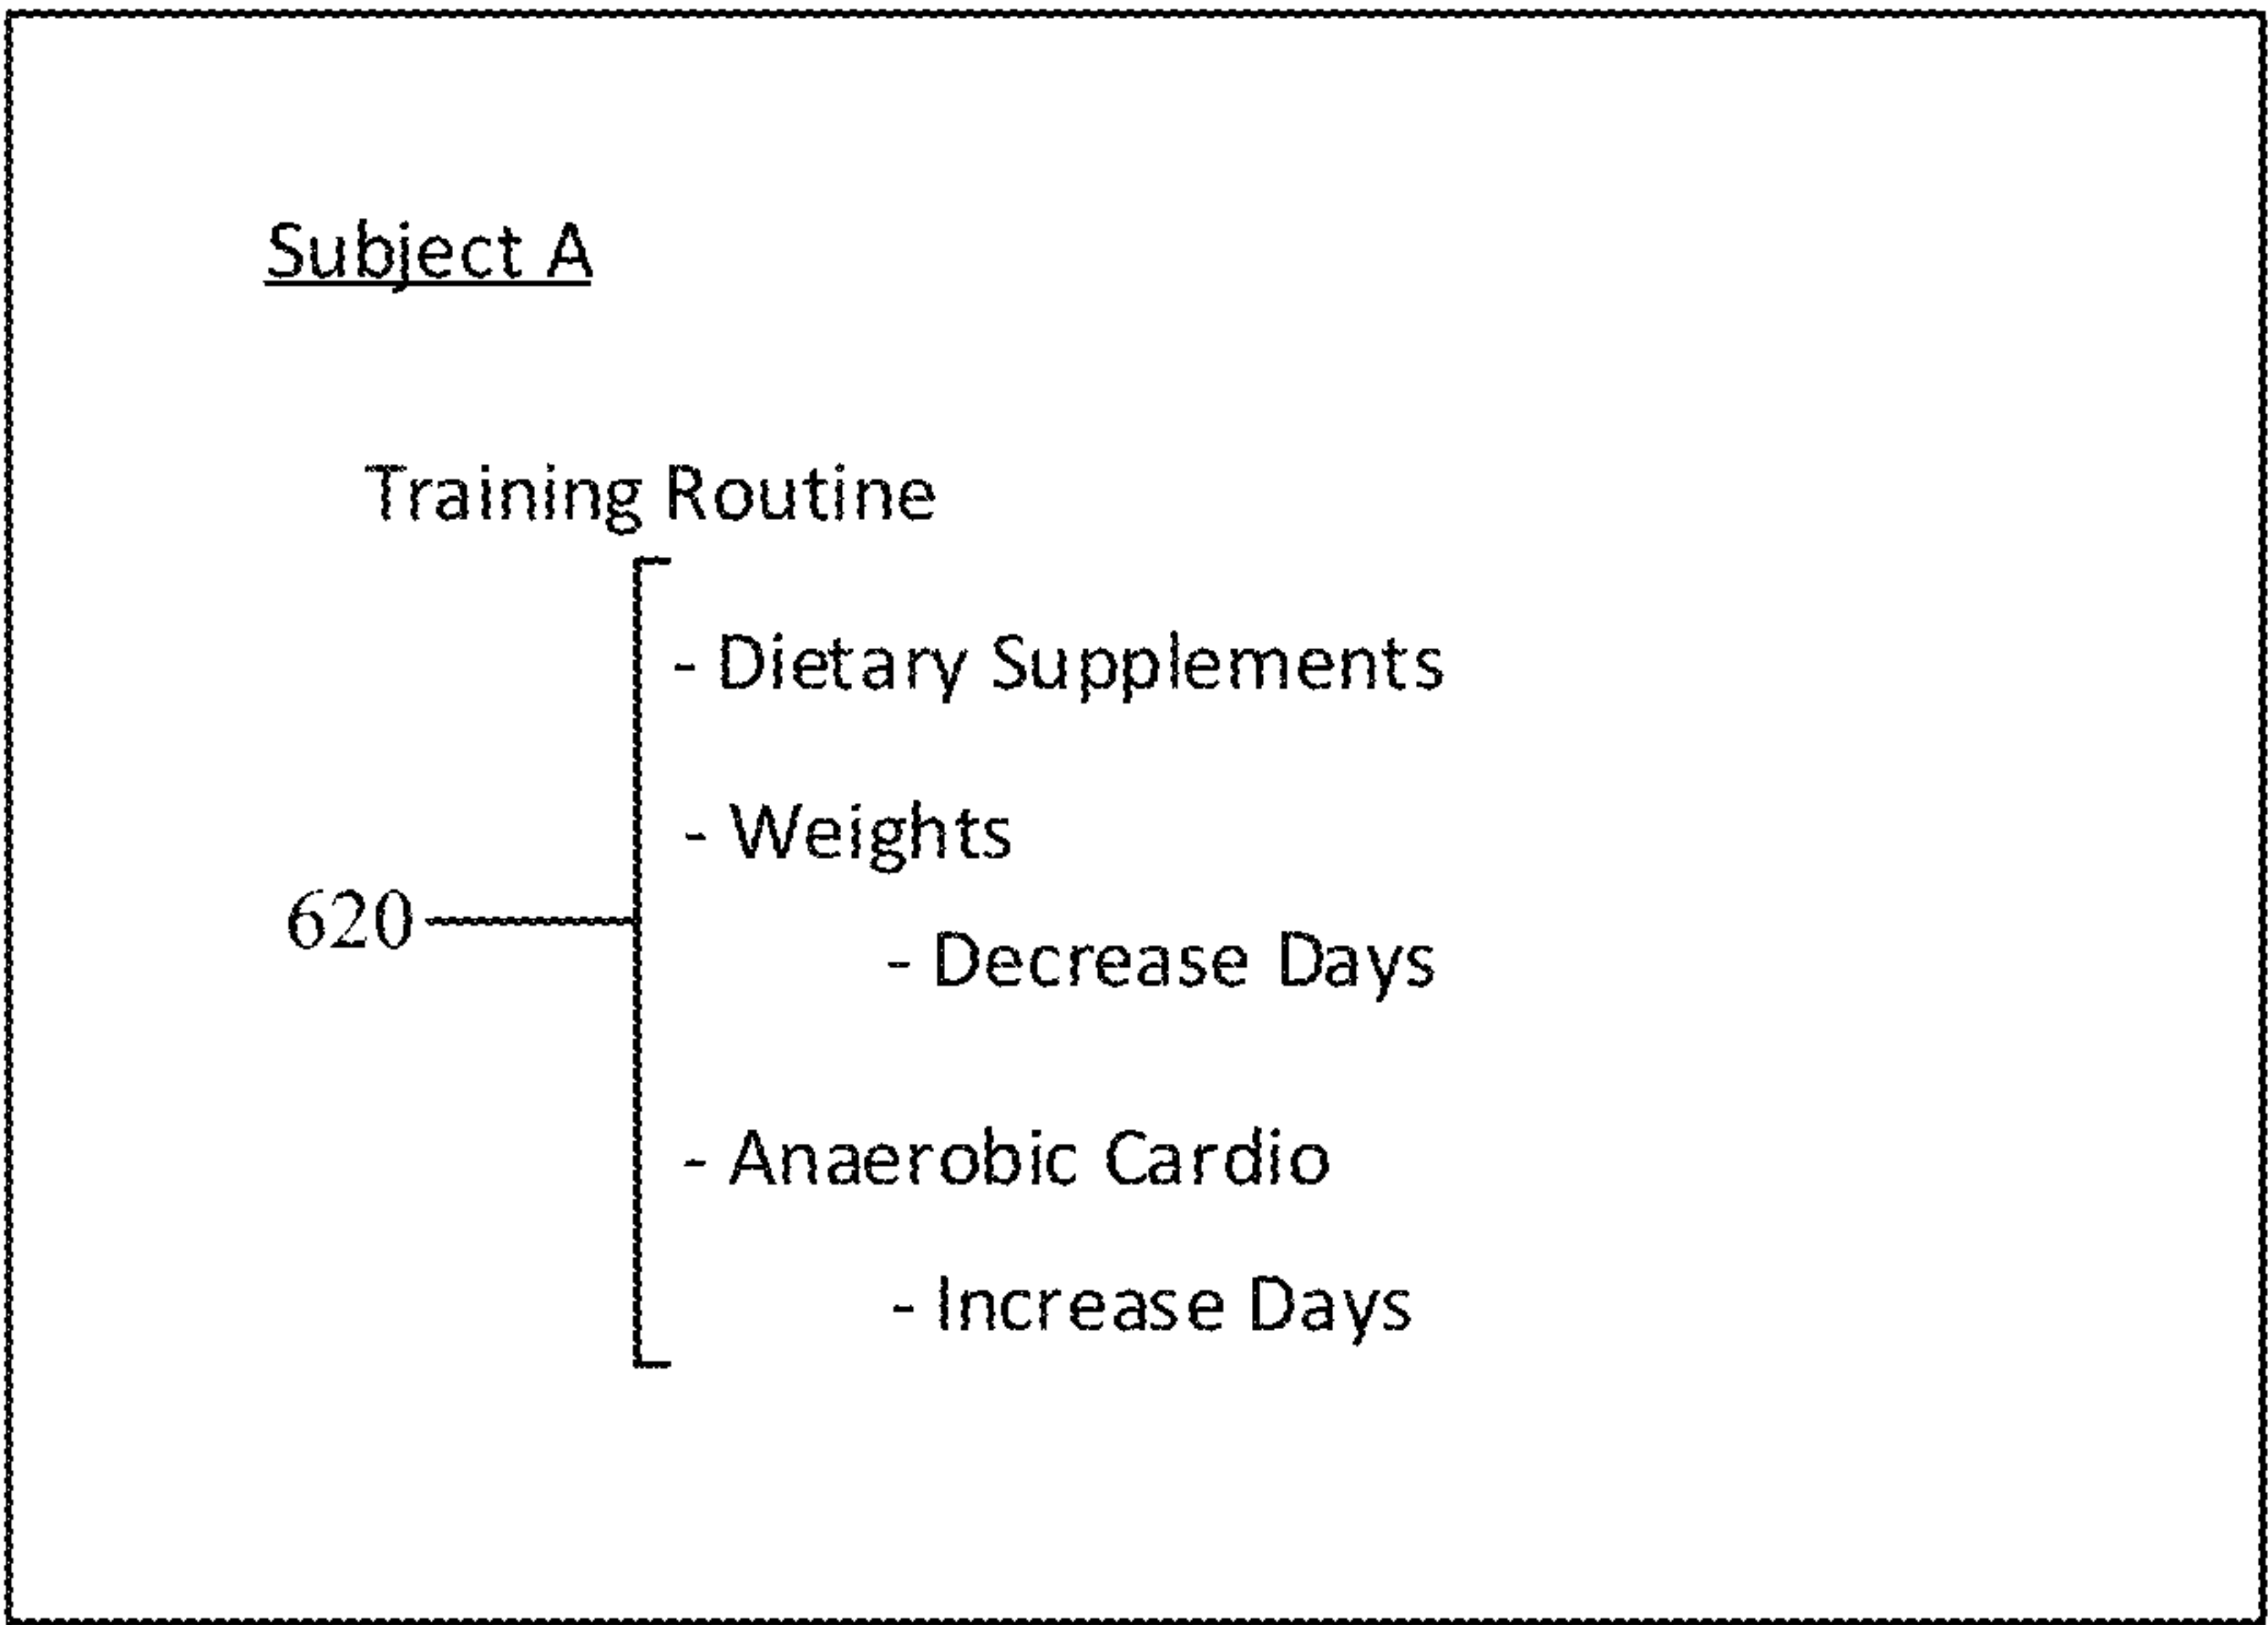 Subject A
Training Routine
- Dietary Supplements
- Weights
620
- Decrease Days
- Anaerobic Cardio
- Increase Days